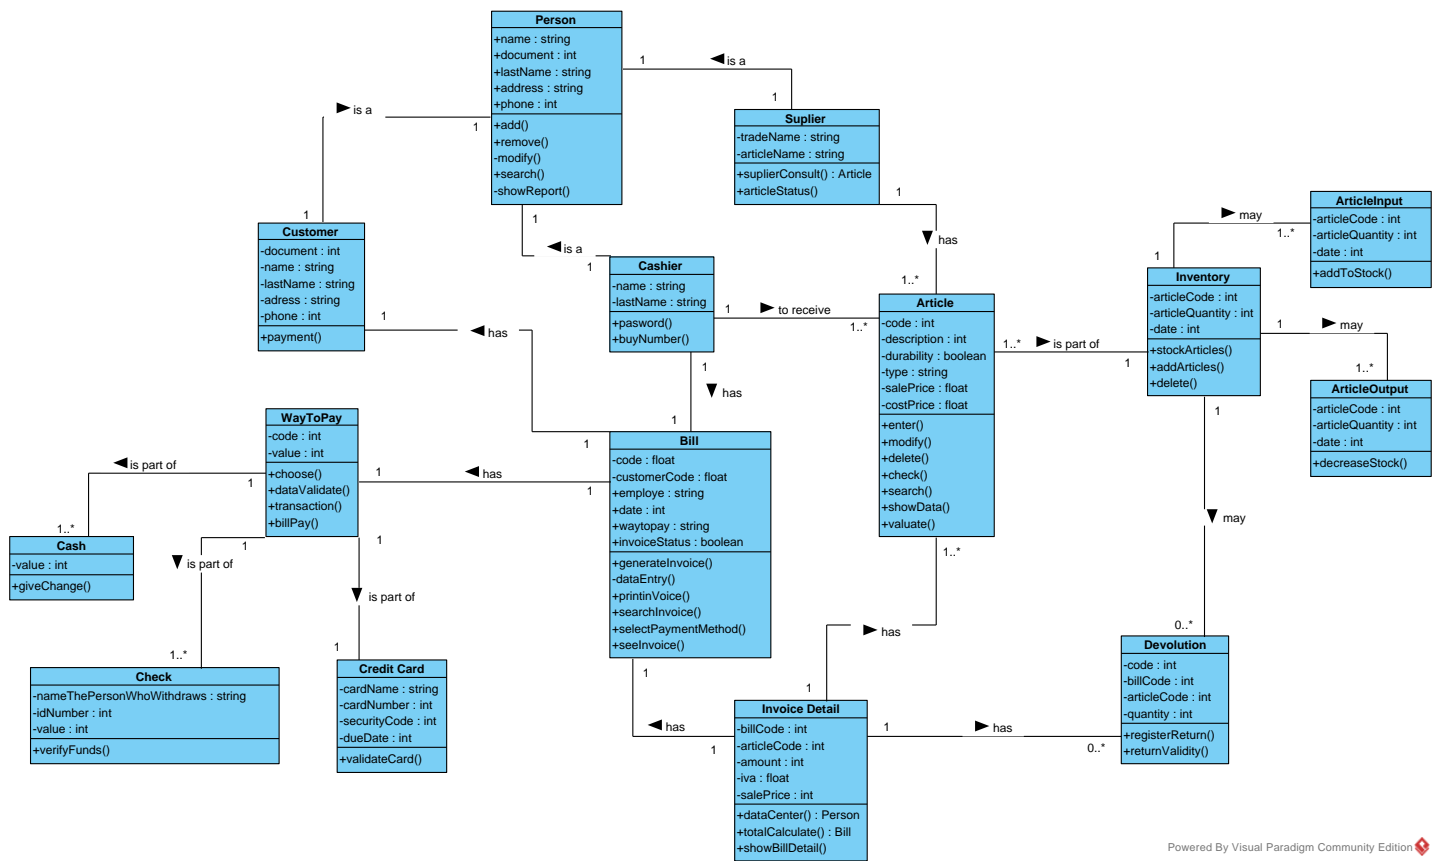 Person
+name : string
+document : int
+lastName : string
+address : string
+phone : int
+add()
+remove()
-modify()
+search()
-showReport()
1
is a
1
Suplier
-tradeName : string
-articleName : string
+suplierConsult() : Article
+articleStatus()
is a
1
1
Customer
-document : int
-name : string
-lastName : string
-adress : string
-phone : int
+payment()
1
is a
1
Cashier
-name : string
-lastName : string
+pasword()
+buyNumber()
1
has
1..*
1
to receive
1..*
Article
-code : int
-description : int
-durability : boolean
-type : string
-salePrice : float
-costPrice : float
+enter()
+modify()
+delete()
+check()
+search()
+showData()
+valuate()
1..*
is part of
1
Inventory
-articleCode : int
-articleQuantity : int
-date : int
+stockArticles()
+addArticles()
+delete()
1
may
1..*
ArticleInput
-articleCode : int
-articleQuantity : int
-date : int
+addToStock()
1
may
1..*
ArticleOutput
-articleCode : int
-articleQuantity : int
-date : int
+decreaseStock()
1
has
1
1
has
1
Bill
-code : float
-customerCode : float
+employe : string
+date : int
+waytopay : string
+invoiceStatus : boolean
+generateInvoice()
-dataEntry()
+printinVoice()
+searchInvoice()
+selectPaymentMethod()
+seeInvoice()
1
has
1
WayToPay
-code : int
-value : int
+choose()
+dataValidate()
+transaction()
+billPay()
is part of
1
1..*
Cash
-value : int
+giveChange()
1
is part of
1..*
Check
-nameThePersonWhoWithdraws : string
-idNumber : int
-value : int
+verifyFunds()
1
is part of
1
Credit Card
-cardName : string
-cardNumber : int
-securityCode : int
-dueDate : int
+validateCard()
1
has
1
1..*
has
1
Invoice Detail
-billCode : int
-articleCode : int
-amount : int
-iva : float
-salePrice : int
+dataCenter() : Person
+totalCalculate() : Bill
+showBillDetail()
1
has
0..*
1
may
0..*
Devolution
-code : int
-billCode : int
-articleCode : int
-quantity : int
+registerReturn()
+returnValidity()
Powered By Visual Paradigm Community Edition